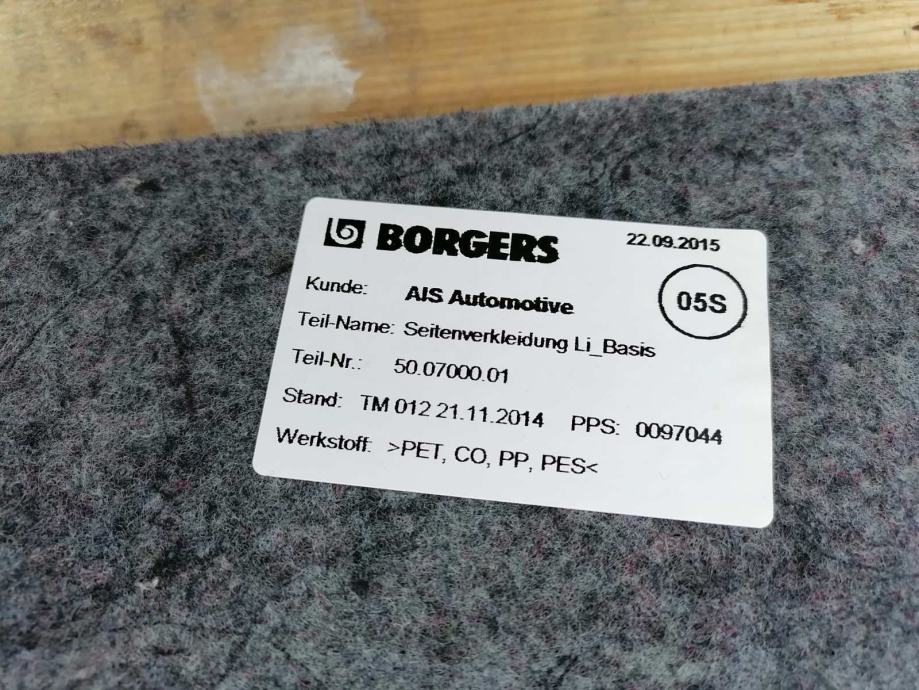 BORGERS
22.09.2015
Kunde: AIS Automotive
05S
Teil-Name: Seitenverkleidung Li_Basis
Teil-Nr.: 50.07000.01
Stand: TM 012 21.11.2014 PPS: 0097044
Werkstoff: >PET, CO, PP, PES<